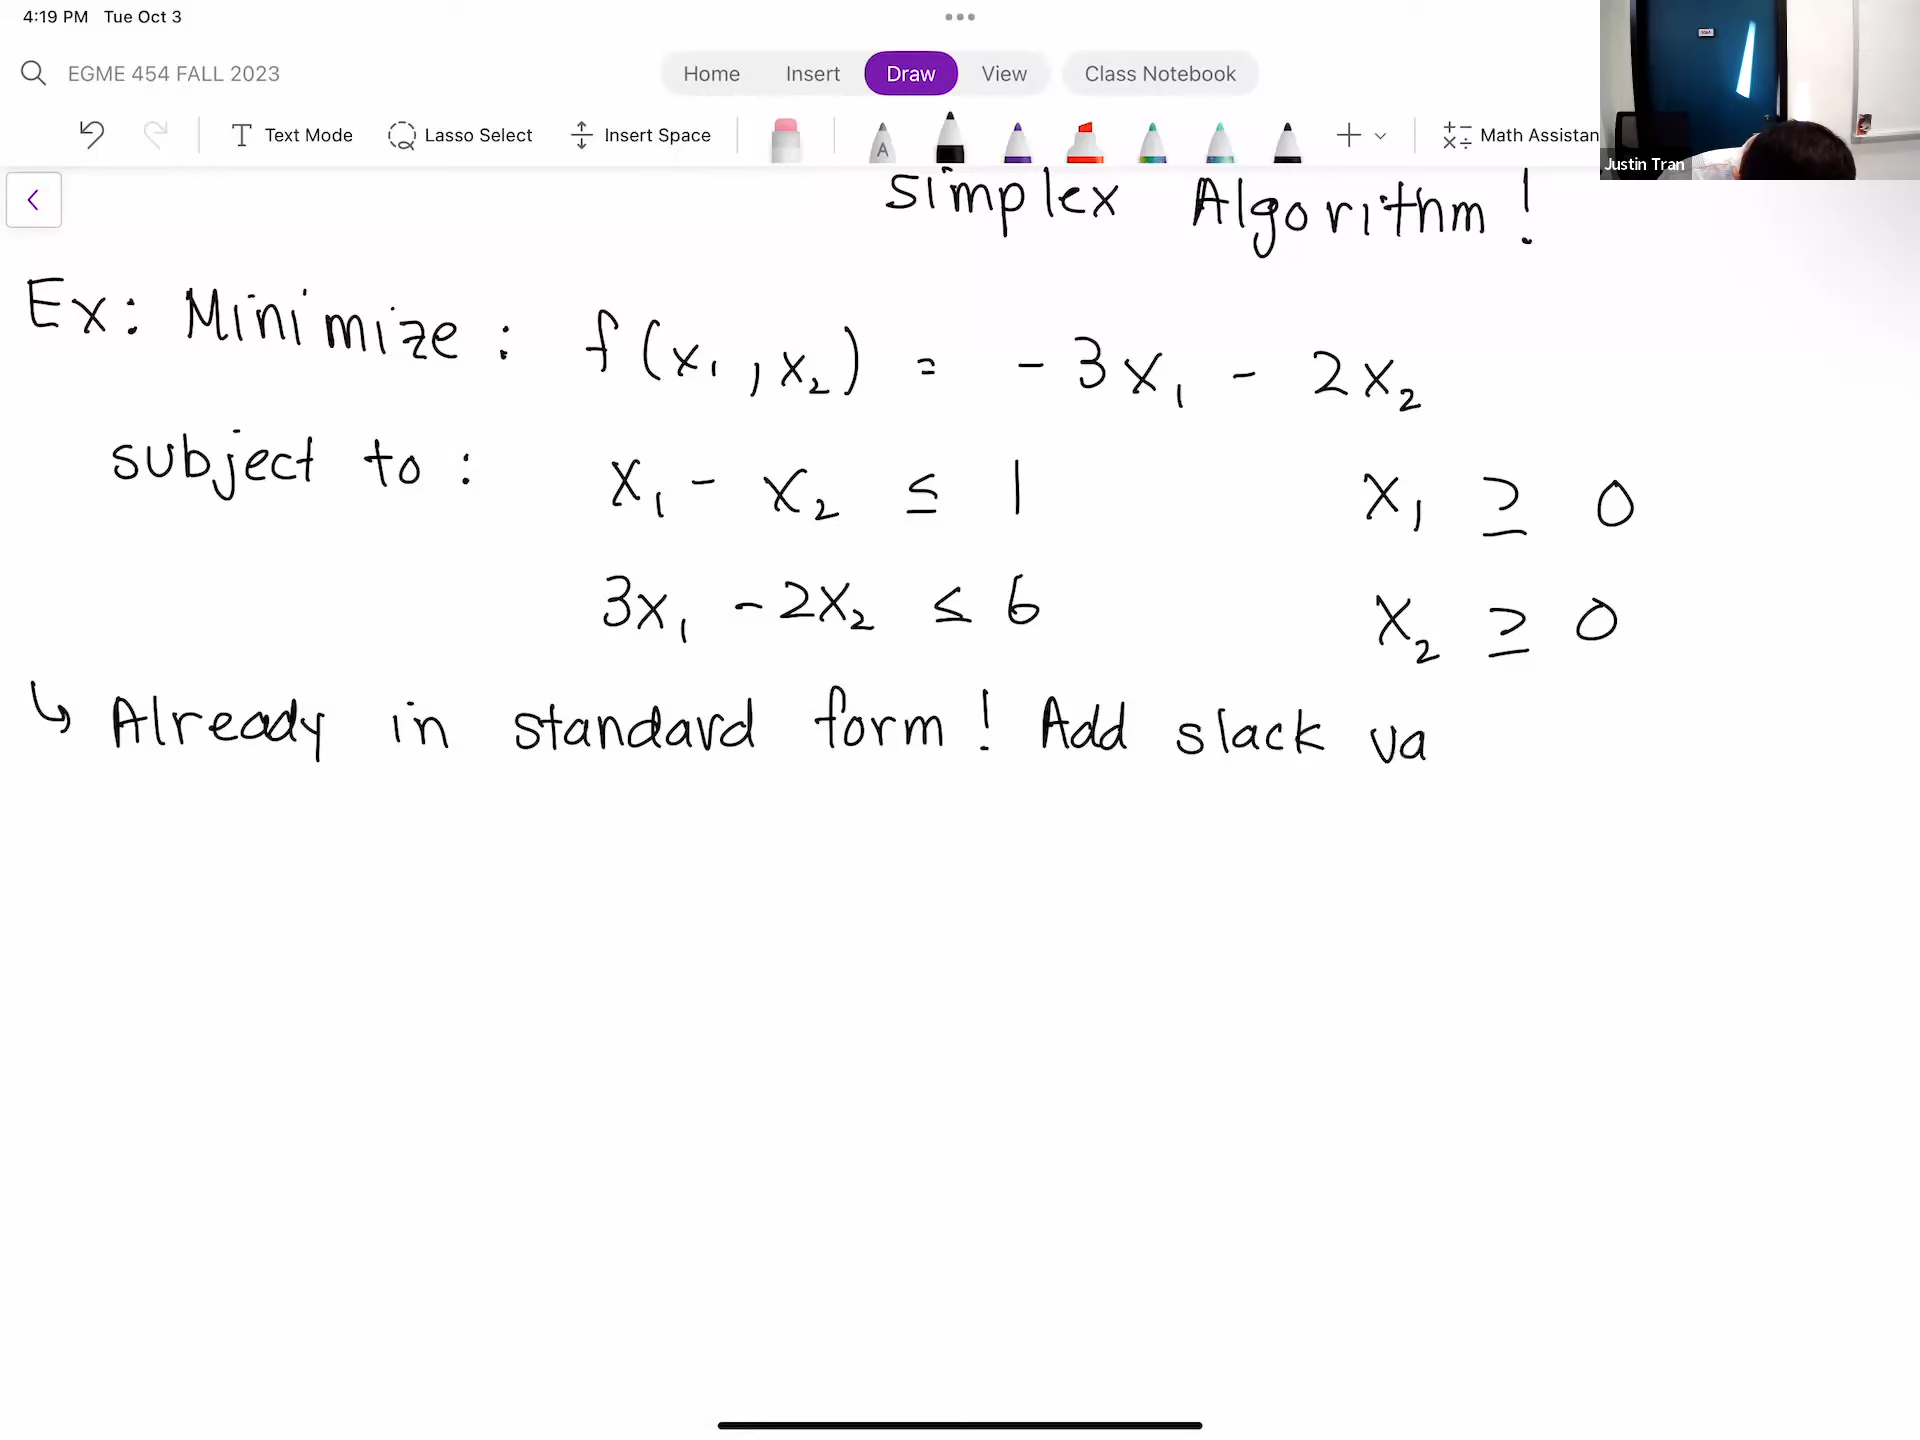 4:19 PM Tue Oct 3
EGME 454 FALL 2023
Home Insert Draw View Class Notebook
Text Mode Lasso Select Insert Space A Math Assistan
Justin Tran
Simplex Algorithm!
Ex: Minimize: f(x₁, x₂) = -3x₁ - 2x₂
subject to: x₁ - x₂ ≤ 1 x₁ ≥ 0
3x₁ - 2x₂ ≤ 6 x₂ ≥ 0
↳ Already in standard form! Add slack va